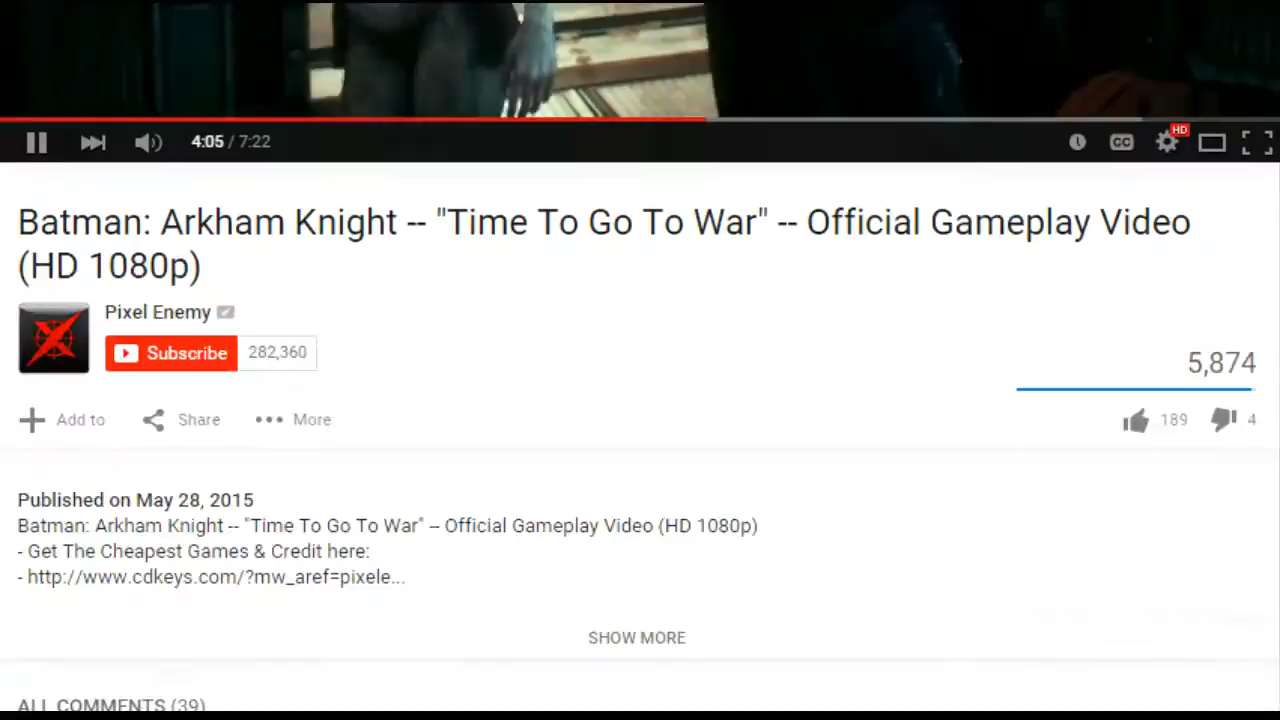 4:05 / 7:22
CC
HD
Batman: Arkham Knight -- "Time To Go To War" -- Official Gameplay Video
(HD 1080p)
Pixel Enemy
Subscribe 282,360
5,874
Add to Share More
189 4
Published on May 28, 2015
Batman: Arkham Knight -- "Time To Go To War" -- Official Gameplay Video (HD 1080p)
- Get The Cheapest Games & Credit here:
- http://www.cdkeys.com/?mw_aref=pixele...
SHOW MORE
ALL COMMENTS (39)